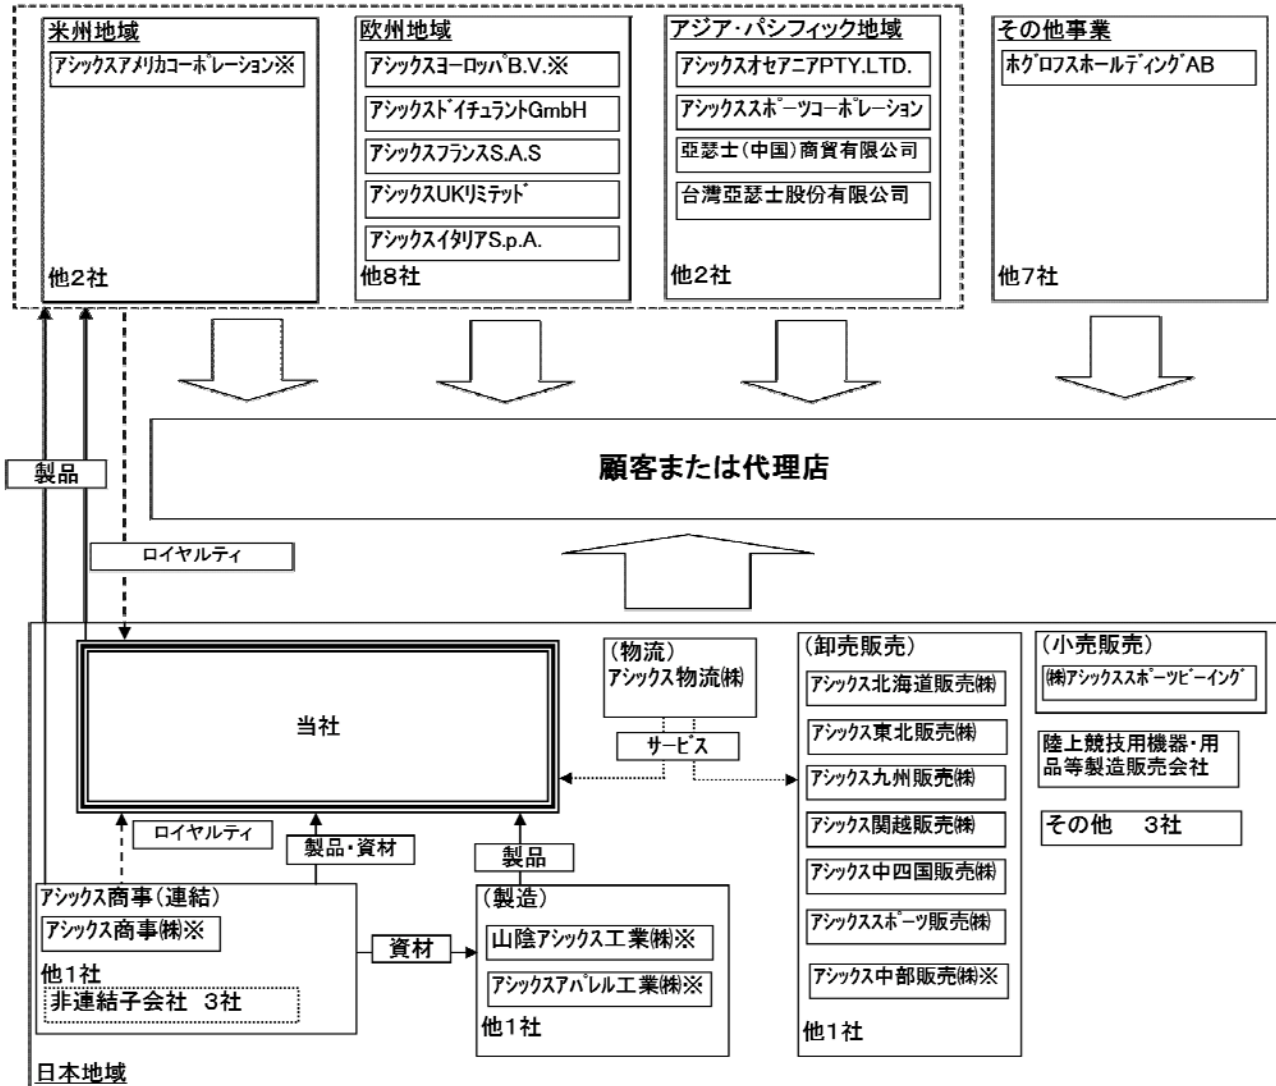 米州地域
アシックスアメリカコーポレーション※
他2社
欧州地域
アシックスヨーロッパB.V.※
アシックスドイチュラントGmbH
アシックスフランスS.A.S
アシックスUKリミテッド
アシックスイタリアS.p.A.
他8社
アジア・パシフィック地域
アシックスオセアニアPTY.LTD.
アシックススポーツコーポレーション
亞瑟士(中国)商貿有限公司
台灣亞瑟士股份有限公司
他2社
その他事業
ホグロフスホールディングAB
他7社
製品
顧客または代理店
ロイヤルティ
当社
(物流)
アシックス物流㈱
サービス
(卸売販売)
アシックス北海道販売㈱
アシックス東北販売㈱
アシックス九州販売㈱
アシックス関越販売㈱
アシックス中四国販売㈱
アシックススポーツ販売㈱
アシックス中部販売㈱※
他1社
(小売販売)
㈱アシックススポーツビーイング
陸上競技用機器・用
品等製造販売会社
その他 3社
ロイヤルティ
製品・資材
製品
アシックス商事(連結)
アシックス商事㈱※
他1社
非連結子会社 3社
資材
(製造)
山陰アシックス工業㈱※
アシックスアパレル工業㈱※
他1社
日本地域